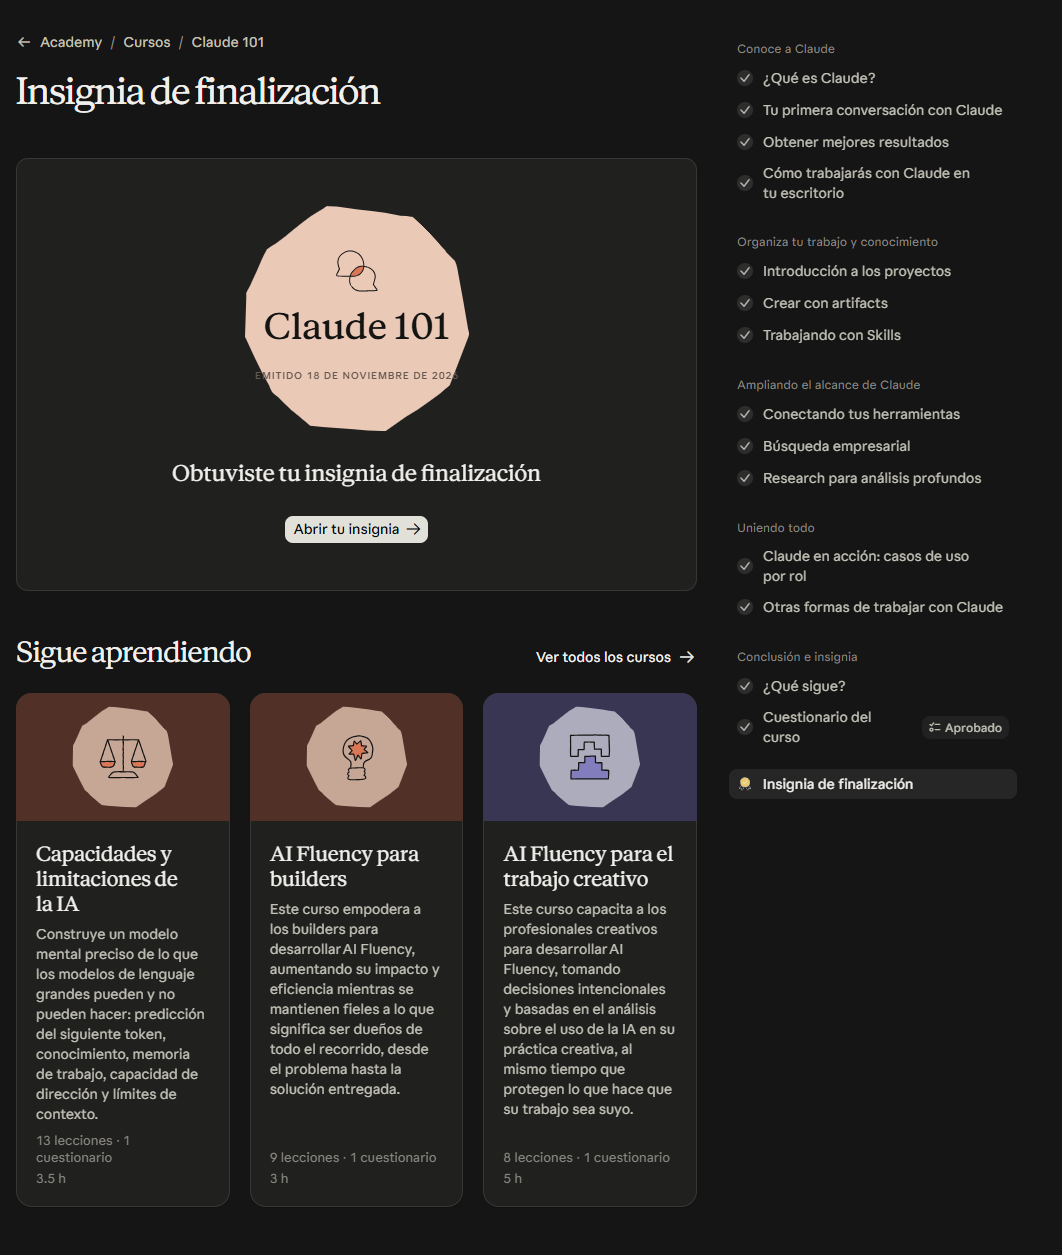 ← Academy / Cursos / Claude 101
Insignia de finalización
Claude 101
EMITIDO 18 DE NOVIEMBRE DE 202
Obtuviste tu insignia de finalización
Abrir tu insignia →
Sigue aprendiendo
Ver todos los cursos →
Capacidades y
limitaciones de
la IA
Construye un modelo
mental preciso de lo que
los modelos de lenguaje
grandes pueden y no
pueden hacer: predicción
del siguiente token,
conocimiento, memoria
de trabajo, capacidad de
dirección y límites de
contexto.
13 lecciones · 1
cuestionario
3.5 h
AI Fluency para
builders
Este curso empodera a
los builders para
desarrollar AI Fluency,
aumentando su impacto y
eficiencia mientras se
mantienen fieles a lo que
significa ser dueños de
todo el recorrido, desde
el problema hasta la
solución entregada.
9 lecciones · 1 cuestionario
3 h
AI Fluency para el
trabajo creativo
Este curso capacita a los
profesionales creativos
para desarrollar AI
Fluency, tomando
decisiones intencionales
y basadas en el análisis
sobre el uso de la IA en su
práctica creativa, al
mismo tiempo que
protegen lo que hace que
su trabajo sea suyo.
8 lecciones · 1 cuestionario
5 h
Conoce a Claude
¿Qué es Claude?
Tu primera conversación con Claude
Obtener mejores resultados
Cómo trabajarás con Claude en
tu escritorio
Organiza tu trabajo y conocimiento
Introducción a los proyectos
Crear con artifacts
Trabajando con Skills
Ampliando el alcance de Claude
Conectando tus herramientas
Búsqueda empresarial
Research para análisis profundos
Uniendo todo
Claude en acción: casos de uso
por rol
Otras formas de trabajar con Claude
Conclusión e insignia
¿Qué sigue?
Cuestionario del
curso
Aprobado
Insignia de finalización